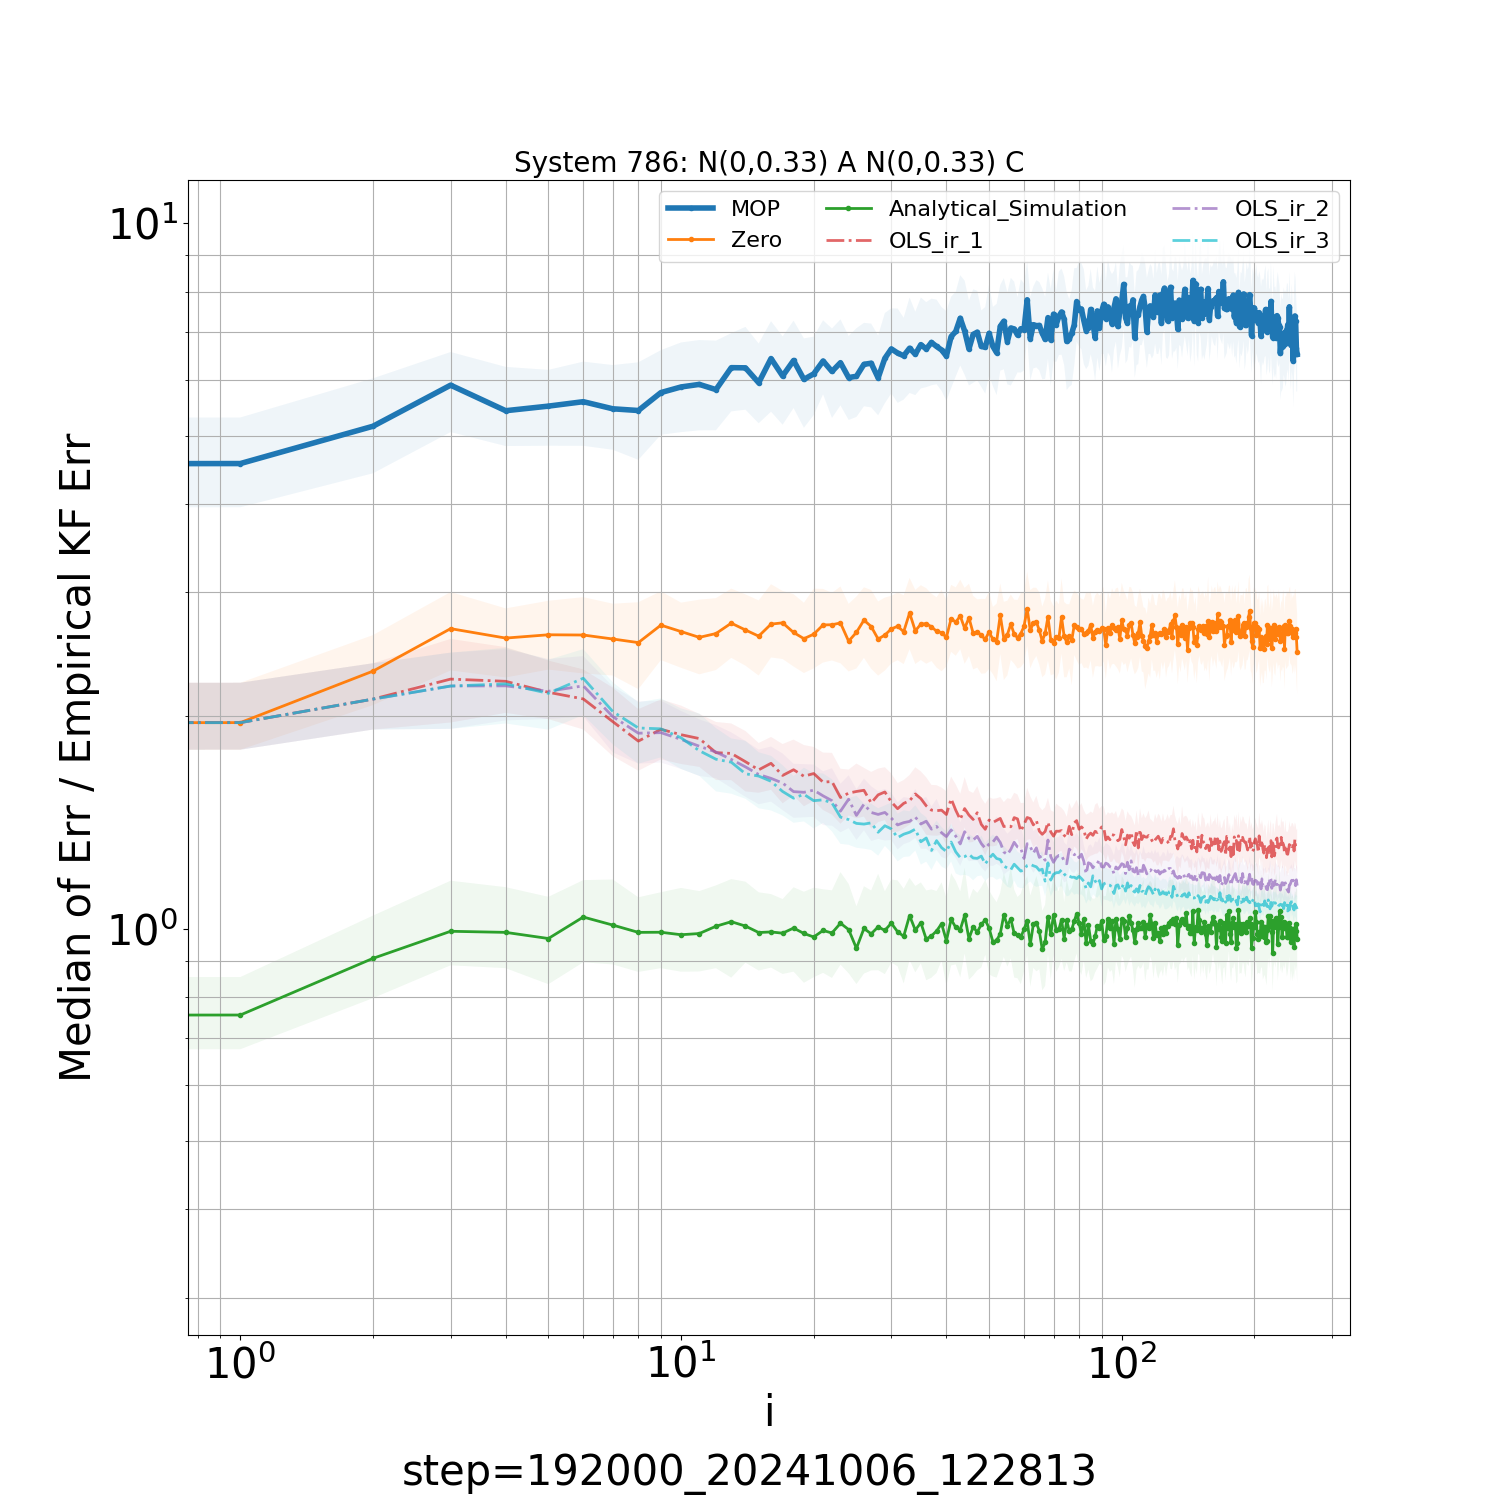 System 786: N(0,0.33) A N(0,0.33) C
MOP
Zero
Analytical_Simulation
OLS_ir_1
OLS_ir_2
OLS_ir_3
10¹
10⁰
Median of Err / Empirical KF Err
10⁰ 10¹ 10²
i
step=192000_20241006_122813